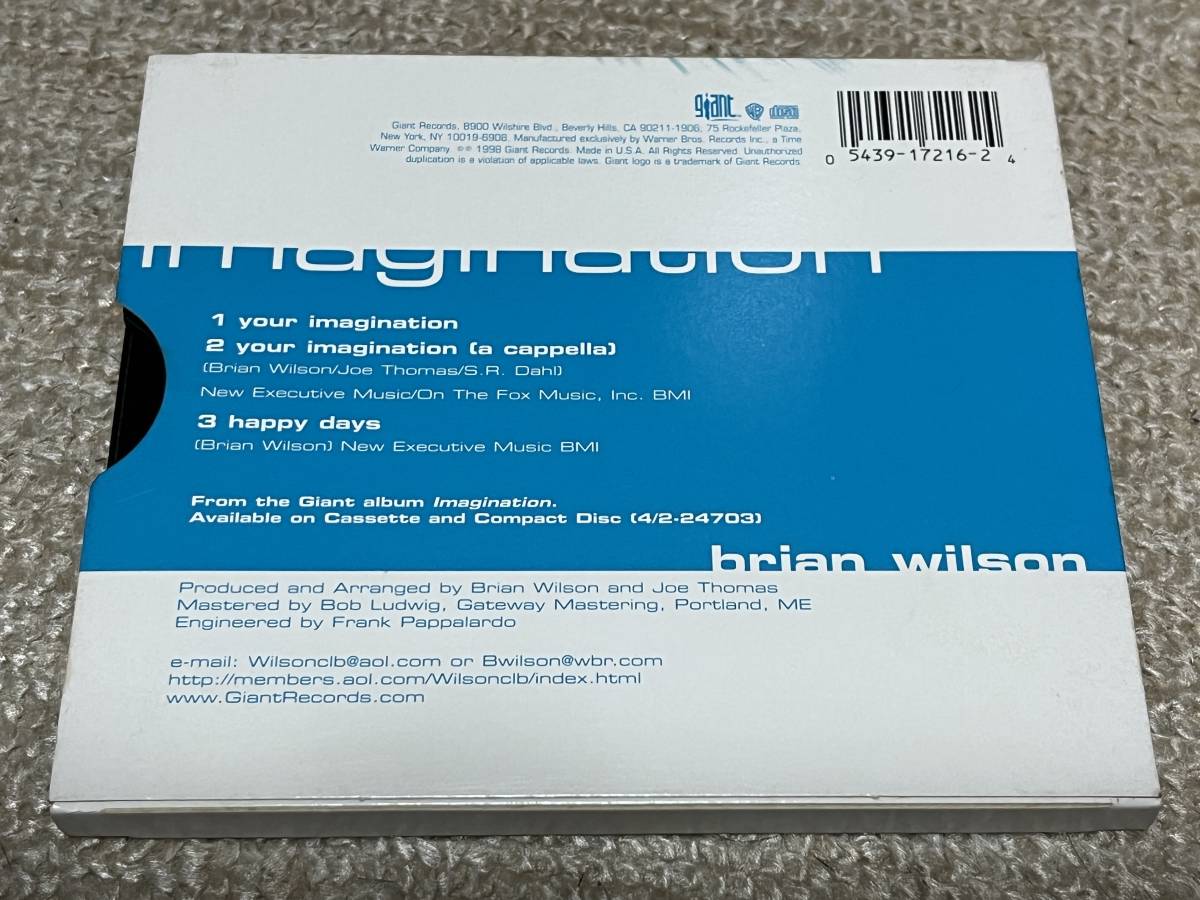 giant
Giant Records, 8900 Wilshire Blvd., Beverly Hills, CA 90211-1906; 75 Rockefeller Plaza,
New York, NY 10019-6908. Manufactured exclusively by Warner Bros. Records Inc., a Time
Warner Company. ℗© 1998 Giant Records. Made in U.S.A. All Rights Reserved. Unauthorized
duplication is a violation of applicable laws. Giant logo is a trademark of Giant Records.
0 5439-17216-2 4
imagination
1 your imagination
2 your imagination (a cappella)
(Brian Wilson/Joe Thomas/S.R. Dahl)
New Executive Music/On The Fox Music, Inc. BMI
3 happy days
(Brian Wilson) New Executive Music BMI
From the Giant album Imagination.
Available on Cassette and Compact Disc (4/2-24703)
brian wilson
Produced and Arranged by Brian Wilson and Joe Thomas
Mastered by Bob Ludwig, Gateway Mastering, Portland, ME
Engineered by Frank Pappalardo
e-mail: Wilsonclb@aol.com or Bwilson@wbr.com
http://members.aol.com/Wilsonclb/index.html
www.GiantRecords.com